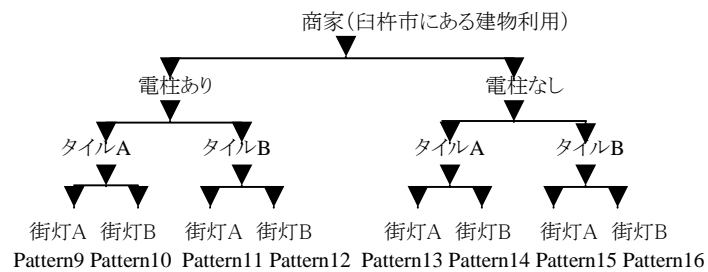 商家(臼杵市にある建物利用)
電柱あり 電柱なし
タイルA タイルB タイルA タイルB
街灯A 街灯B 街灯A 街灯B 街灯A 街灯B 街灯A 街灯B
Pattern9 Pattern10 Pattern11 Pattern12 Pattern13 Pattern14 Pattern15 Pattern16